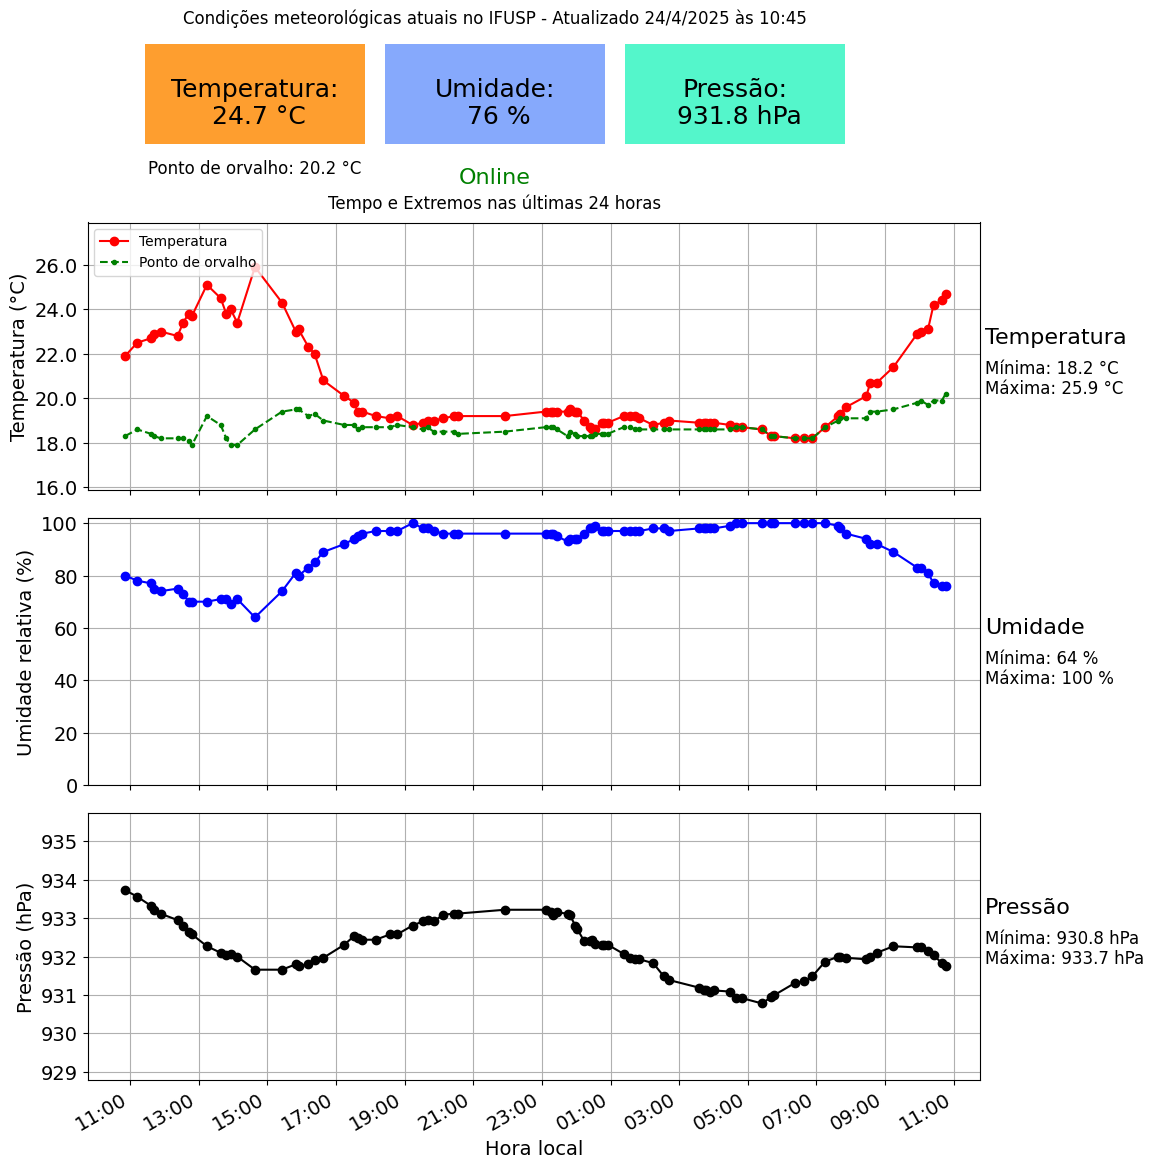 Condições meteorológicas atuais no IFUSP - Atualizado 24/4/2025 às 10:45
Temperatura:
24.7 °C
Umidade:
76 %
Pressão:
931.8 hPa
Ponto de orvalho: 20.2 °C
Online
Tempo e Extremos nas últimas 24 horas
Temperatura
Ponto de orvalho
Temperatura (°C)
26.0
24.0
22.0
20.0
18.0
16.0
Temperatura
Mínima: 18.2 °C
Máxima: 25.9 °C
Umidade relativa (%)
100
80
60
40
20
0
Umidade
Mínima: 64 %
Máxima: 100 %
Pressão (hPa)
935
934
933
932
931
930
929
Pressão
Mínima: 930.8 hPa
Máxima: 933.7 hPa
11:00
13:00
15:00
17:00
19:00
21:00
23:00
01:00
03:00
05:00
07:00
09:00
11:00
Hora local